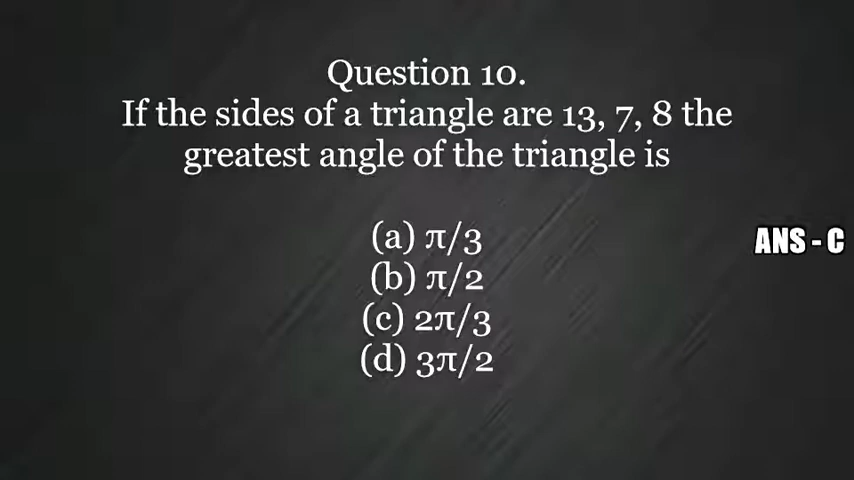 Question 10.
If the sides of a triangle are 13, 7, 8 the
greatest angle of the triangle is
(a) π/3
(b) π/2
(c) 2π/3
(d) 3π/2
ANS - C